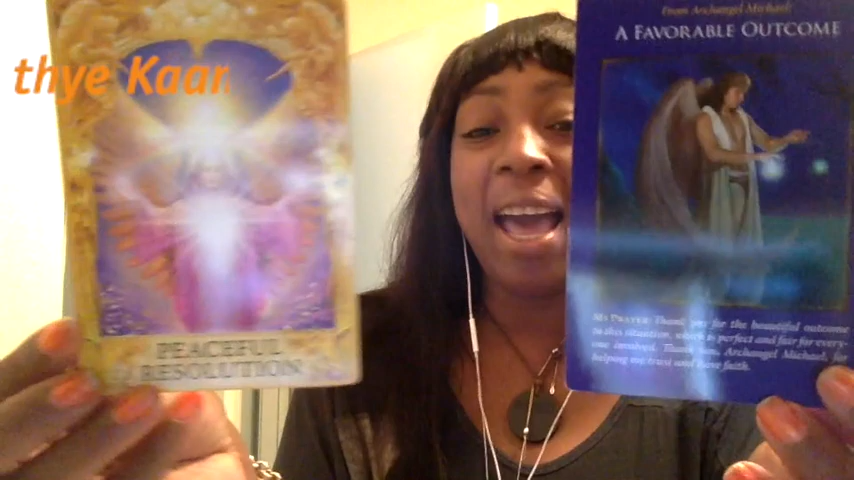 thye Kaar
PEACEFUL
RESOLUTION
From Archangel Michael:
A FAVORABLE OUTCOME
MY PRAYER: Thank you for the beautiful outcome
to this situation, which is perfect and fair for every-
one involved. Thank you, Archangel Michael, for
helping me trust and have faith.